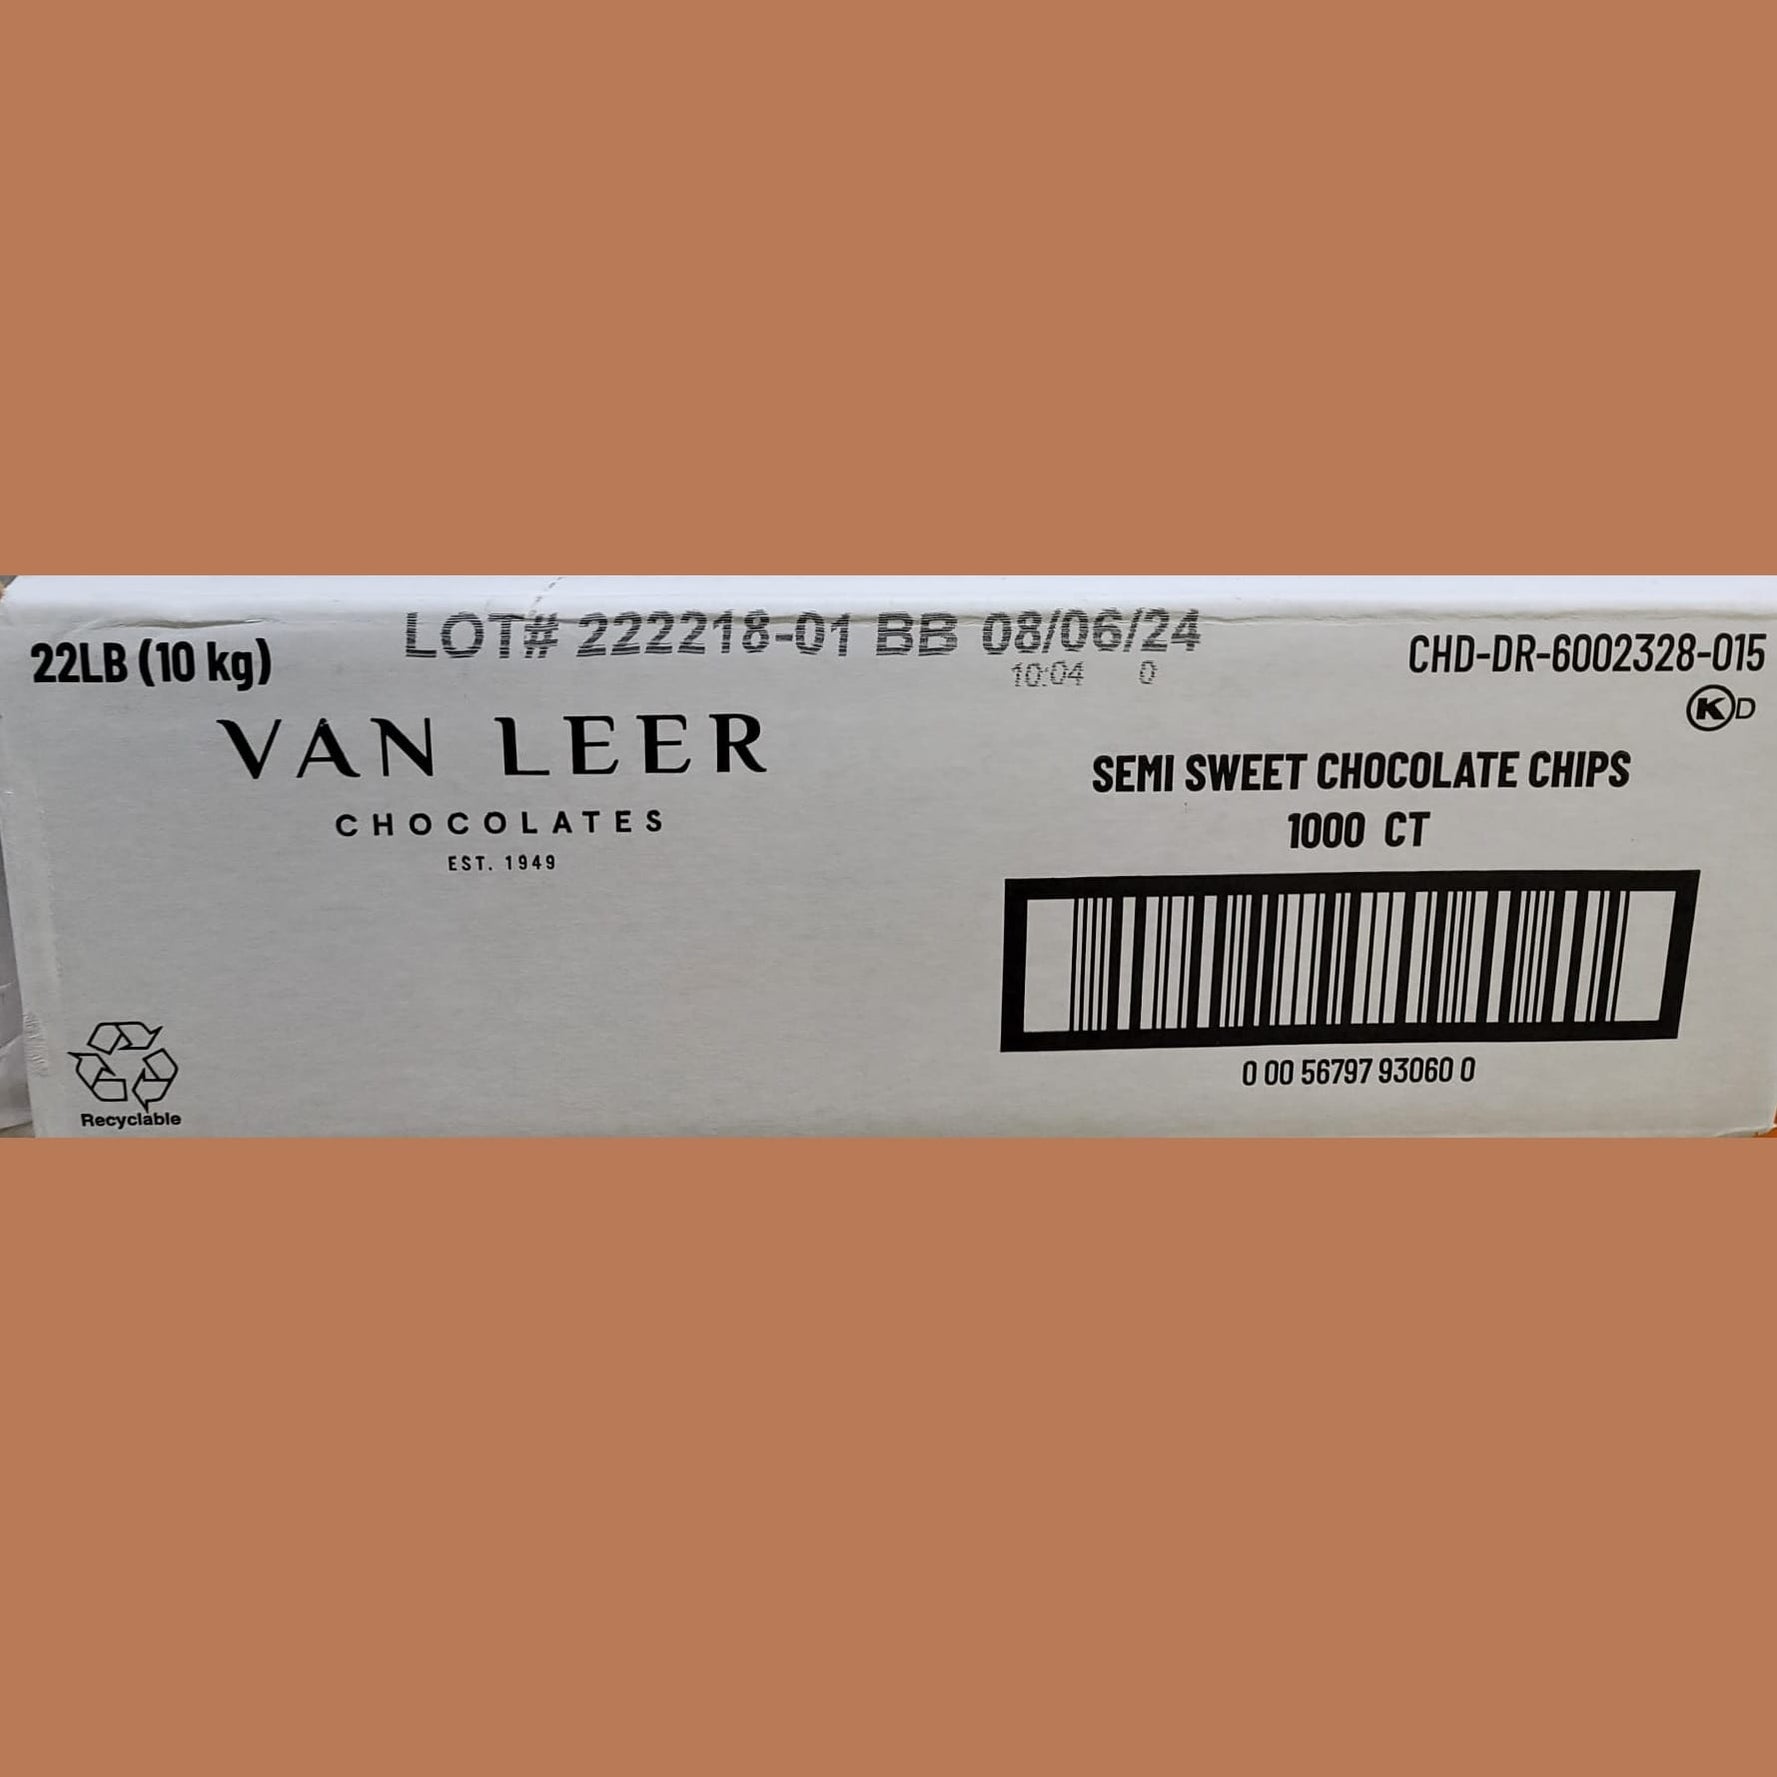 LOT# 222218-01 BB 08/06/24
10:04 0
22LB (10 kg)
CHD-DR-6002328-015
K D
VAN LEER
CHOCOLATES
EST. 1949
SEMI SWEET CHOCOLATE CHIPS
1000 CT
0 00 56797 93060 0
Recyclable